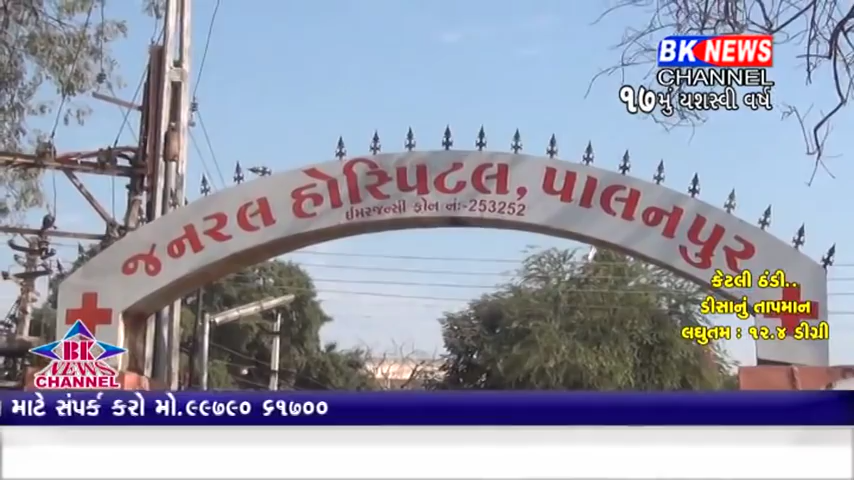 BK NEWS
CHANNEL
૧૭મું યશસ્વી વર્ષ
જનરલ હોસ્પિટલ, પાલનપુર
ઈમરજન્સી ફોન નં:-253252
કેટલી ઠંડી..
ડીસાનું તાપમાન
લઘુતમ : ૧૨.૪ ડીગ્રી
BK
NEWS
CHANNEL
માટે સંપર્ક કરો મો.૯૯૭૯૦ ૬૧૭૦૦